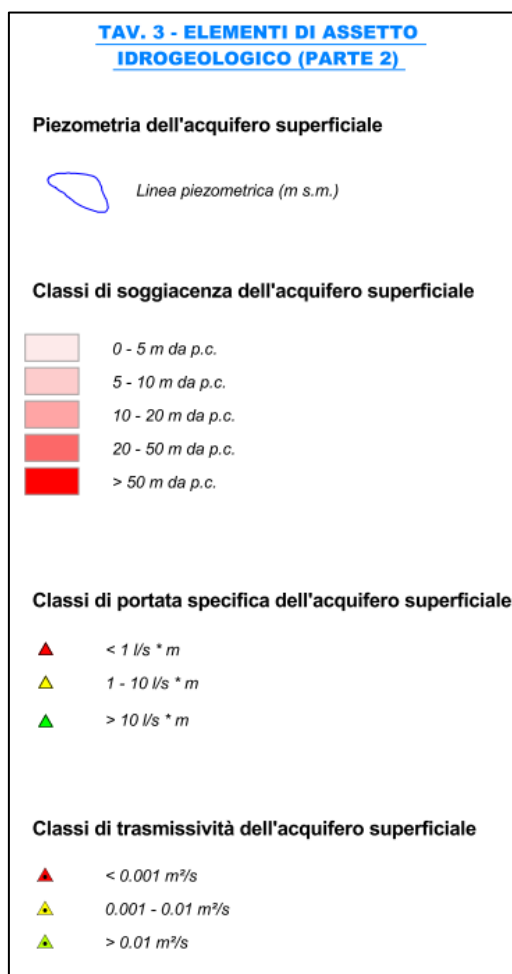 TAV. 3 - ELEMENTI DI ASSETTO
IDROGEOLOGICO (PARTE 2)
Piezometria dell'acquifero superficiale
Linea piezometrica (m s.m.)
Classi di soggiacenza dell'acquifero superficiale
0 - 5 m da p.c.
5 - 10 m da p.c.
10 - 20 m da p.c.
20 - 50 m da p.c.
> 50 m da p.c.
Classi di portata specifica dell'acquifero superficiale
< 1 l/s * m
1 - 10 l/s * m
> 10 l/s * m
Classi di trasmissività dell'acquifero superficiale
< 0.001 m²/s
0.001 - 0.01 m²/s
> 0.01 m²/s